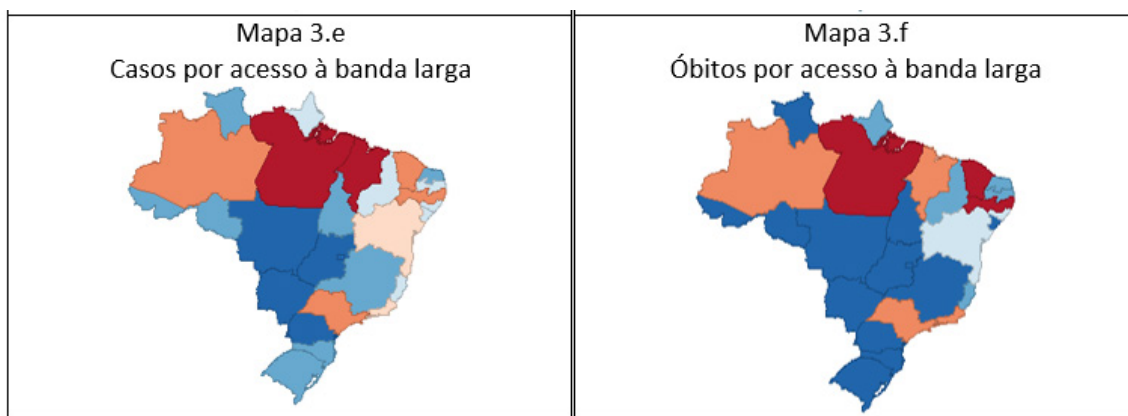 Mapa 3.e
Casos por acesso à banda larga
Mapa 3.f
Óbitos por acesso à banda larga